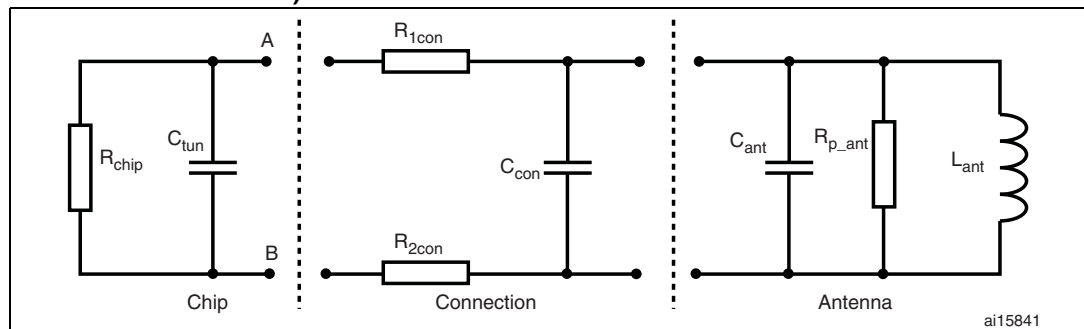 A
R1con
Rchip
Ctun
Ccon
Cant
Rp_ant
Lant
B
R2con
Chip
Connection
Antenna
ai15841